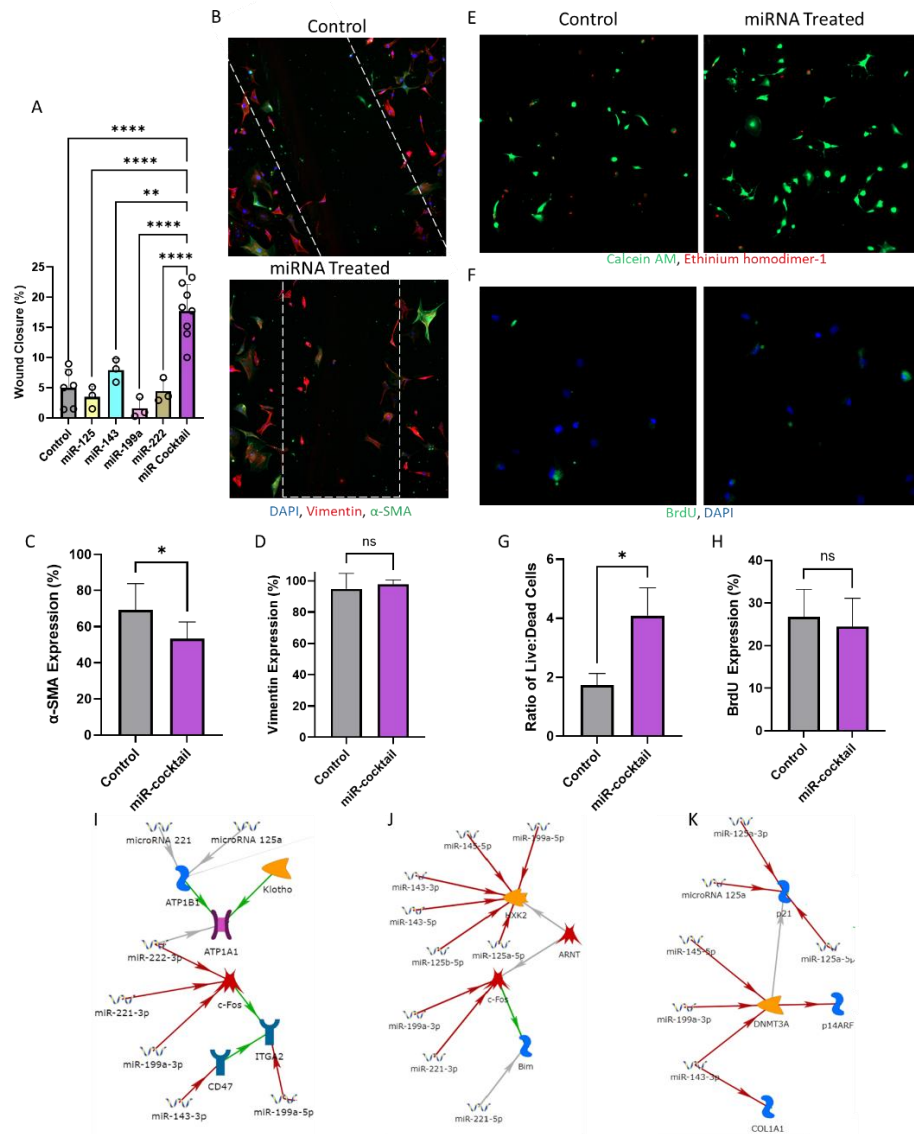 A
****
****
**
****
****
Wound Closure (%)
25
20
15
10
5
0
Control
miR-125
miR-143
miR-199a
miR-222
miR Cocktail
B
Control
miRNA Treated
DAPI, Vimentin, α-SMA
E
Control
miRNA Treated
Calcein AM, Ethinium homodimer-1
F
BrdU, DAPI
C
*
α-SMA Expression (%)
100
80
60
40
20
0
Control
miR-cocktail
D
ns
Vimentin Expression (%)
100
80
60
40
20
0
Control
miR-cocktail
G
*
Ratio of Live:Dead Cells
6
4
2
0
Control
miR-cocktail
H
ns
BrdU Expression (%)
40
30
20
10
0
Control
miR-cocktail
I
microRNA 221
microRNA 125a
ATP1B1
Klotho
ATP1A1
miR-222-3p
c-Fos
miR-221-3p
ITGA2
miR-199a-3p
CD47
miR-143-3p
miR-199a-5p
J
miR-145-5p
miR-199a-5p
miR-143-3p
HXK2
miR-143-5p
miR-125b-5p
miR-125a-5p
ARNT
c-Fos
miR-199a-3p
miR-221-3p
Bim
miR-221-5p
K
miR-125a-3p
microRNA 125a
p21
miR-145-5p
miR-125a-5p
miR-199a-3p
DNMT3A
p14ARF
miR-143-3p
COL1A1